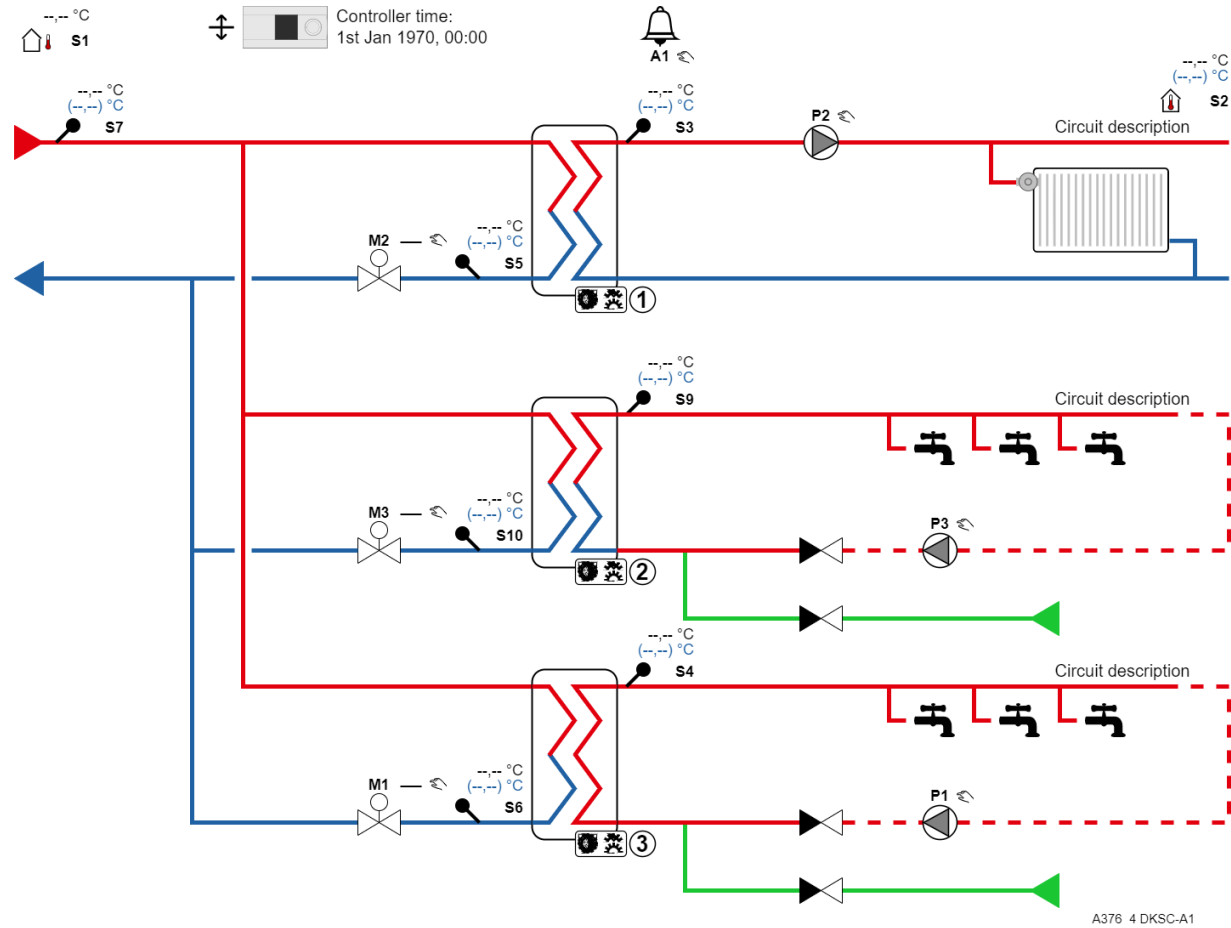 --,-- °C
S1
Controller time:
1st Jan 1970, 00:00
A1
--,-- °C
(--,--) °C
S2
--,-- °C
(--,--) °C
S7
--,-- °C
(--,--) °C
S3
P2
Circuit description
M2
--,-- °C
(--,--) °C
S5
1
--,-- °C
(--,--) °C
S9
Circuit description
M3
--,-- °C
(--,--) °C
S10
P3
2
--,-- °C
(--,--) °C
S4
Circuit description
M1
--,-- °C
(--,--) °C
S6
P1
3
A376 4 DKSC-A1